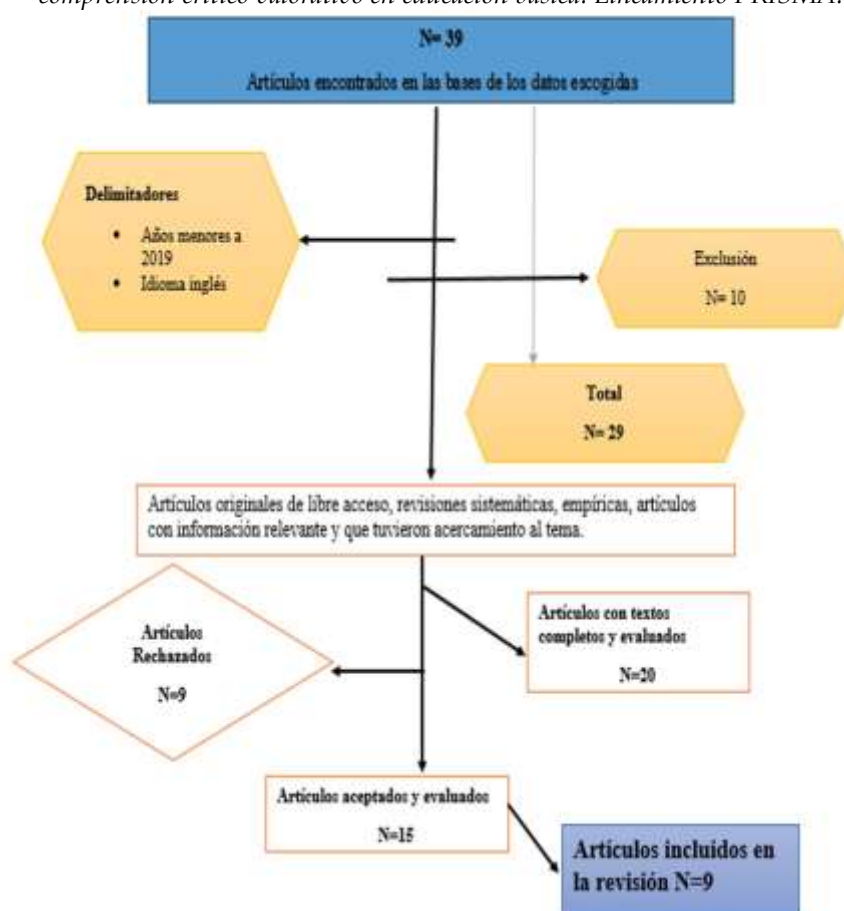 comprensión crítico valorativo en educación básica. Lineamiento PRISMA.
N= 39
Artículos encontrados en las bases de los datos escogidas
Delimitadores
• Años menores a
2019
• Idioma inglés
Exclusión
N= 10
Total
N= 29
Artículos originales de libre acceso, revisiones sistemáticas, empíricas, artículos
con información relevante y que tuvieron acercamiento al tema.
Artículos
Rechazados
N=9
Artículos con textos
completos y evaluados
N=20
Artículos aceptados y evaluados
N=15
Artículos incluidos en
la revisión N=9